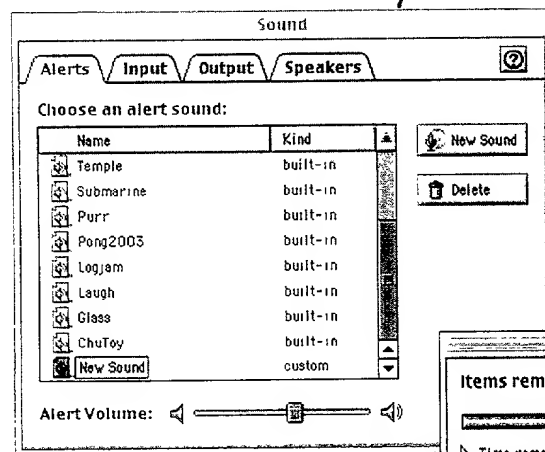 Sound
Alerts Input Output Speakers
Choose an alert sound:
Name Kind
New Sound
Temple built-in
Submarine built-in
Delete
Purr built-in
Pong2003 built-in
Logjam built-in
Laugh built-in
Glass built-in
ChuToy built-in
New Sound custom
Items rem
Alert Volume: